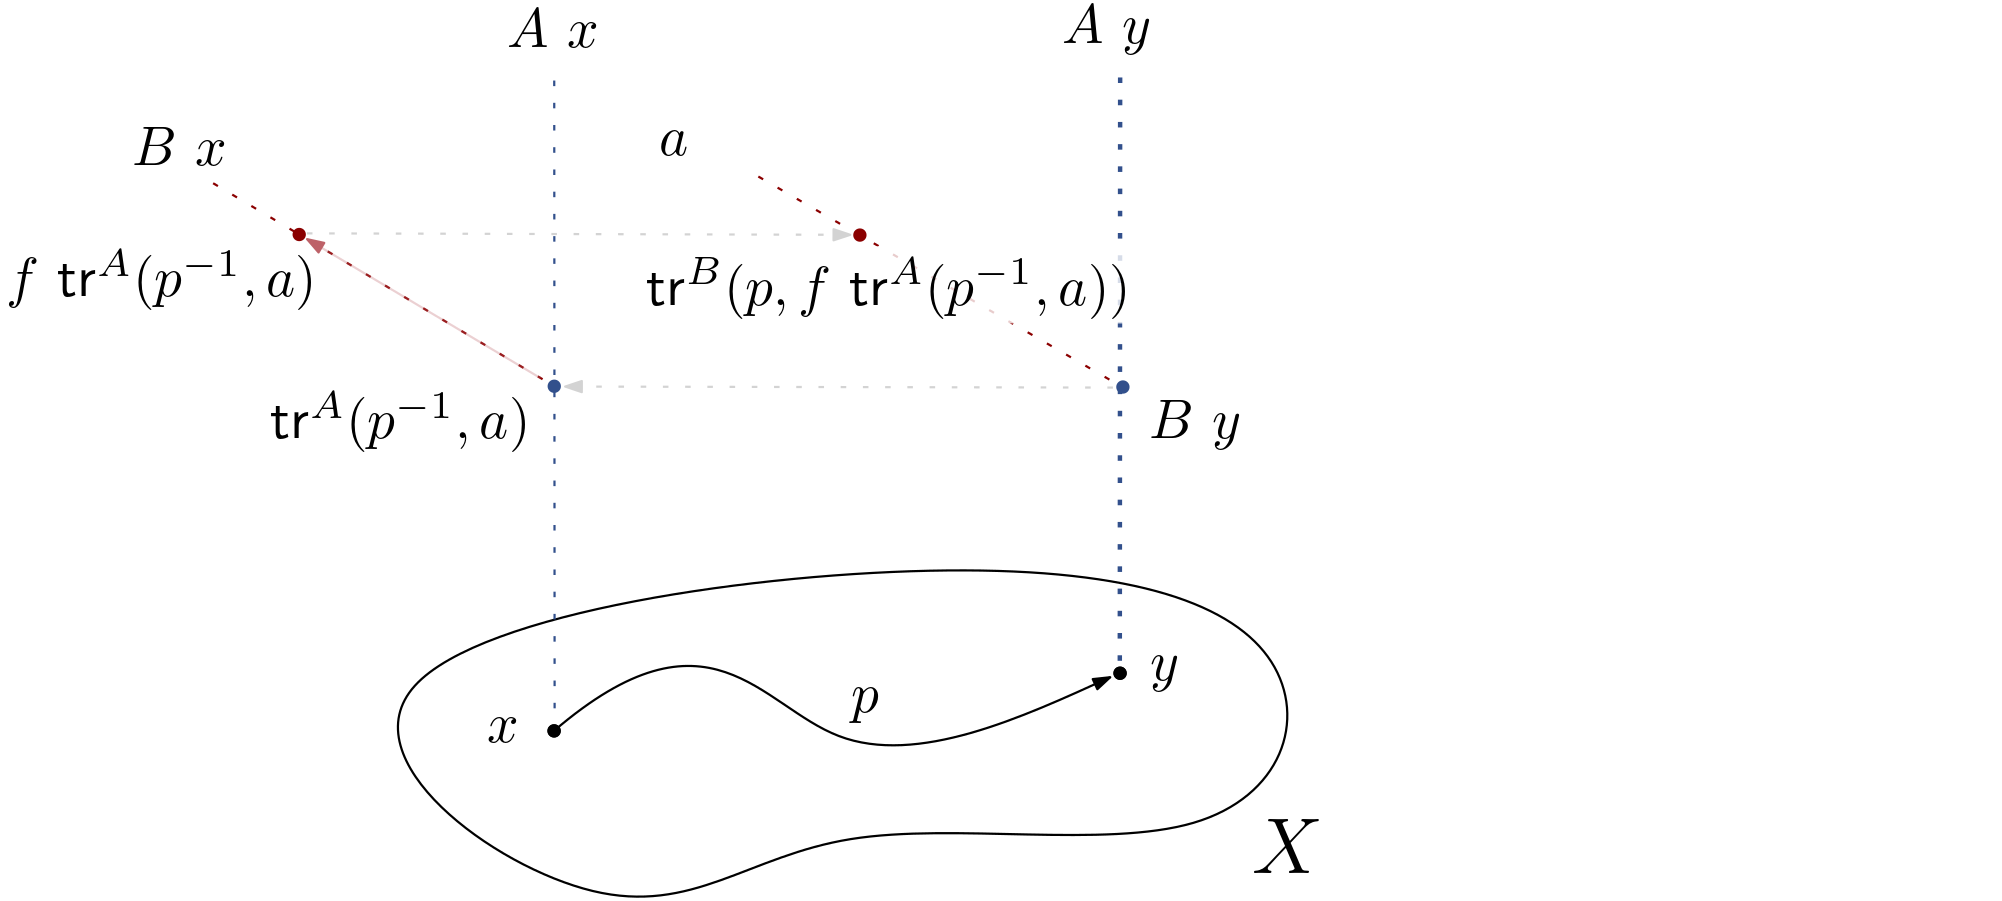 A x
A y
B x
a
f tr^A(p^{-1}, a)
tr^B(p, f tr^A(p^{-1}, a))
tr^A(p^{-1}, a)
B y
y
p
x
X